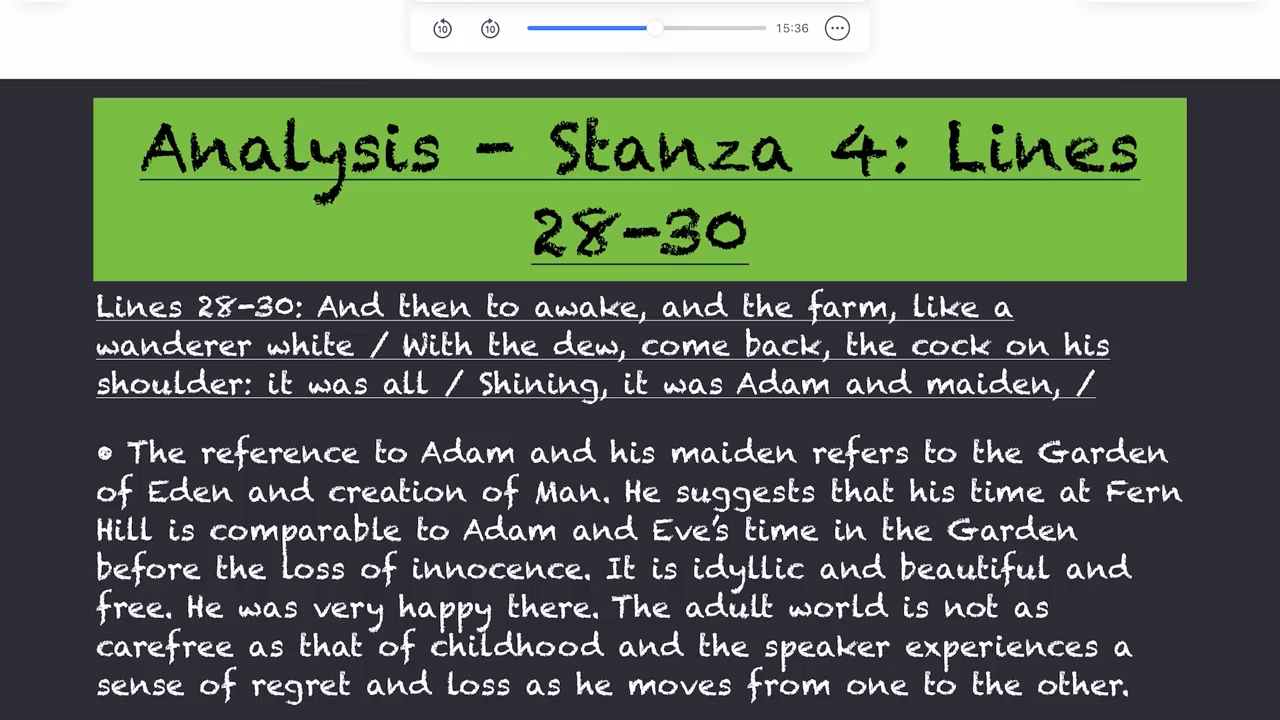 10 10 15:36
Analysis - Stanza 4: Lines
28-30
Lines 28-30: And then to awake, and the farm, like a
wanderer white / With the dew, come back, the cock on his
shoulder: it was all / Shining, it was Adam and maiden, /
• The reference to Adam and his maiden refers to the Garden
of Eden and creation of Man. He suggests that his time at Fern
Hill is comparable to Adam and Eve's time in the Garden
before the loss of innocence. It is idyllic and beautiful and
free. He was very happy there. The adult world is not as
carefree as that of childhood and the speaker experiences a
sense of regret and loss as he moves from one to the other.